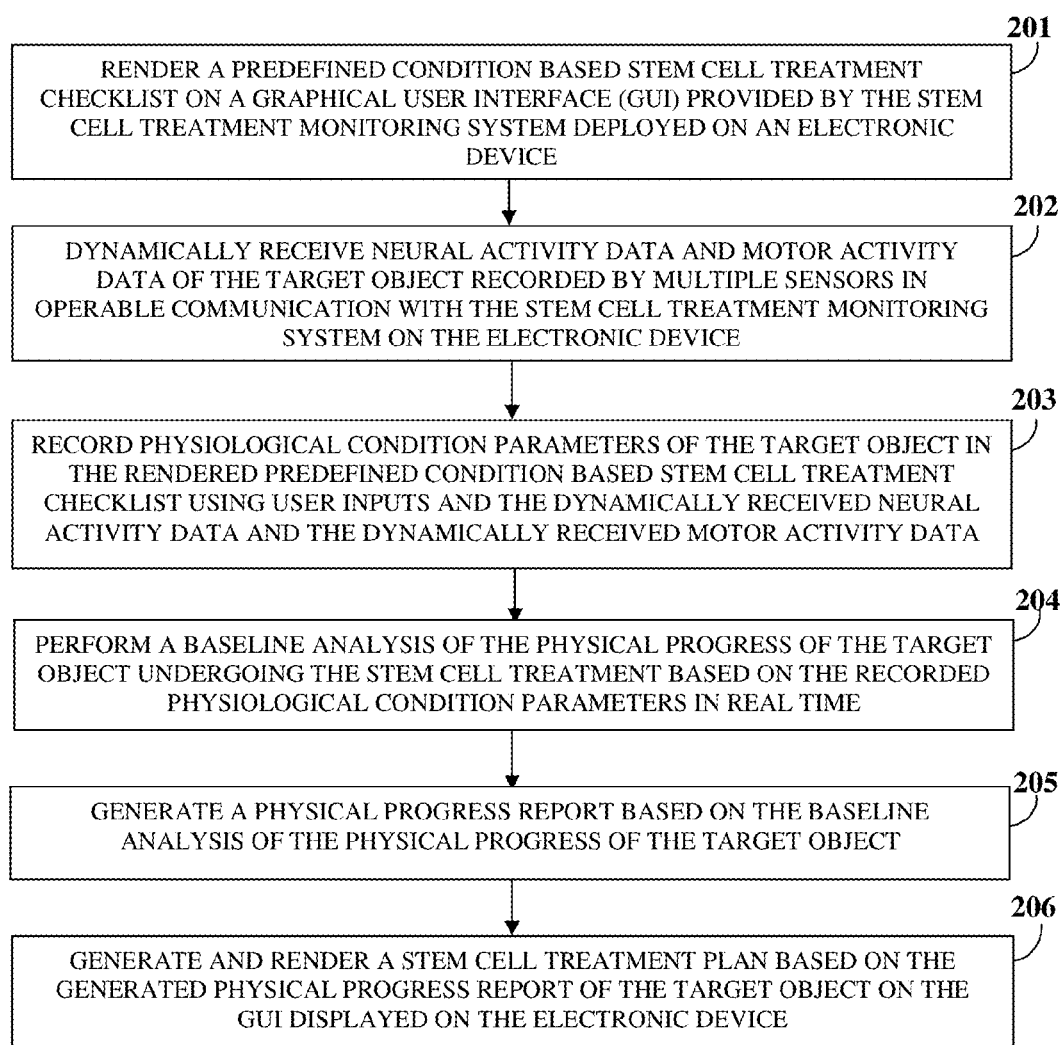 201
RENDER A PREDEFINED CONDITION BASED STEM CELL TREATMENT
CHECKLIST ON A GRAPHICAL USER INTERFACE (GUI) PROVIDED BY THE STEM
CELL TREATMENT MONITORING SYSTEM DEPLOYED ON AN ELECTRONIC
DEVICE
202
DYNAMICALLY RECEIVE NEURAL ACTIVITY DATA AND MOTOR ACTIVITY
DATA OF THE TARGET OBJECT RECORDED BY MULTIPLE SENSORS IN
OPERABLE COMMUNICATION WITH THE STEM CELL TREATMENT MONITORING
SYSTEM ON THE ELECTRONIC DEVICE
203
RECORD PHYSIOLOGICAL CONDITION PARAMETERS OF THE TARGET OBJECT IN
THE RENDERED PREDEFINED CONDITION BASED STEM CELL TREATMENT
CHECKLIST USING USER INPUTS AND THE DYNAMICALLY RECEIVED NEURAL
ACTIVITY DATA AND THE DYNAMICALLY RECEIVED MOTOR ACTIVITY DATA
204
PERFORM A BASELINE ANALYSIS OF THE PHYSICAL PROGRESS OF THE TARGET
OBJECT UNDERGOING THE STEM CELL TREATMENT BASED ON THE RECORDED
PHYSIOLOGICAL CONDITION PARAMETERS IN REAL TIME
205
GENERATE A PHYSICAL PROGRESS REPORT BASED ON THE BASELINE
ANALYSIS OF THE PHYSICAL PROGRESS OF THE TARGET OBJECT
206
GENERATE AND RENDER A STEM CELL TREATMENT PLAN BASED ON THE
GENERATED PHYSICAL PROGRESS REPORT OF THE TARGET OBJECT ON THE
GUI DISPLAYED ON THE ELECTRONIC DEVICE